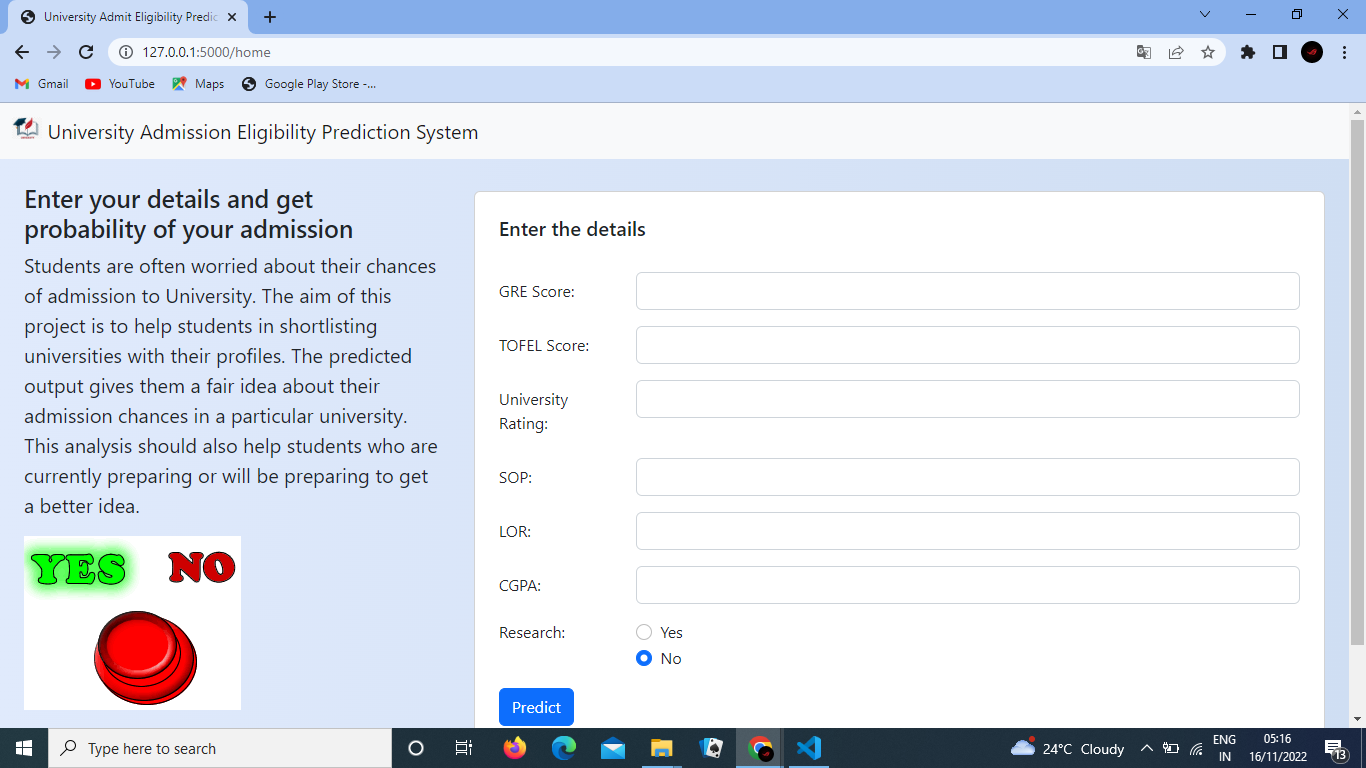 University Admit Eligibility Predic
127.0.0.1:5000/home
Gmail
YouTube
Maps
Google Play Store -...
University Admission Eligibility Prediction System
Enter your details and get
probability of your admission
Students are often worried about their chances
of admission to University. The aim of this
project is to help students in shortlisting
universities with their profiles. The predicted
output gives them a fair idea about their
admission chances in a particular university.
This analysis should also help students who are
currently preparing or will be preparing to get
a better idea.
YES NO
Enter the details
GRE Score:
TOFEL Score:
University
Rating:
SOP:
LOR:
CGPA:
Research:
Yes
No
Predict
Type here to search
24°C Cloudy
ENG
IN
05:16
16/11/2022
13